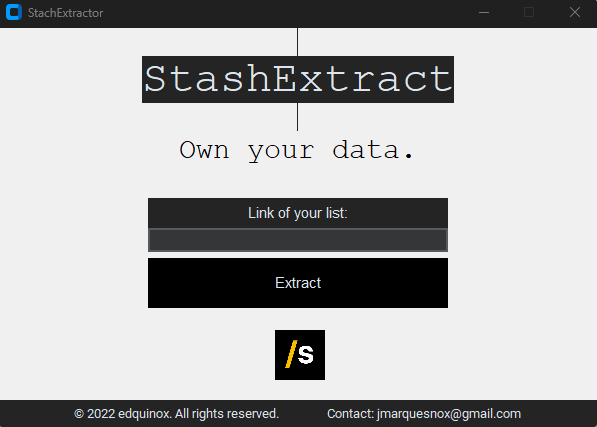 StachExtractor
StashExtract
Own your data.
Link of your list:
Extract
/s
© 2022 edquinox. All rights reserved. Contact: jmarquesnox@gmail.com